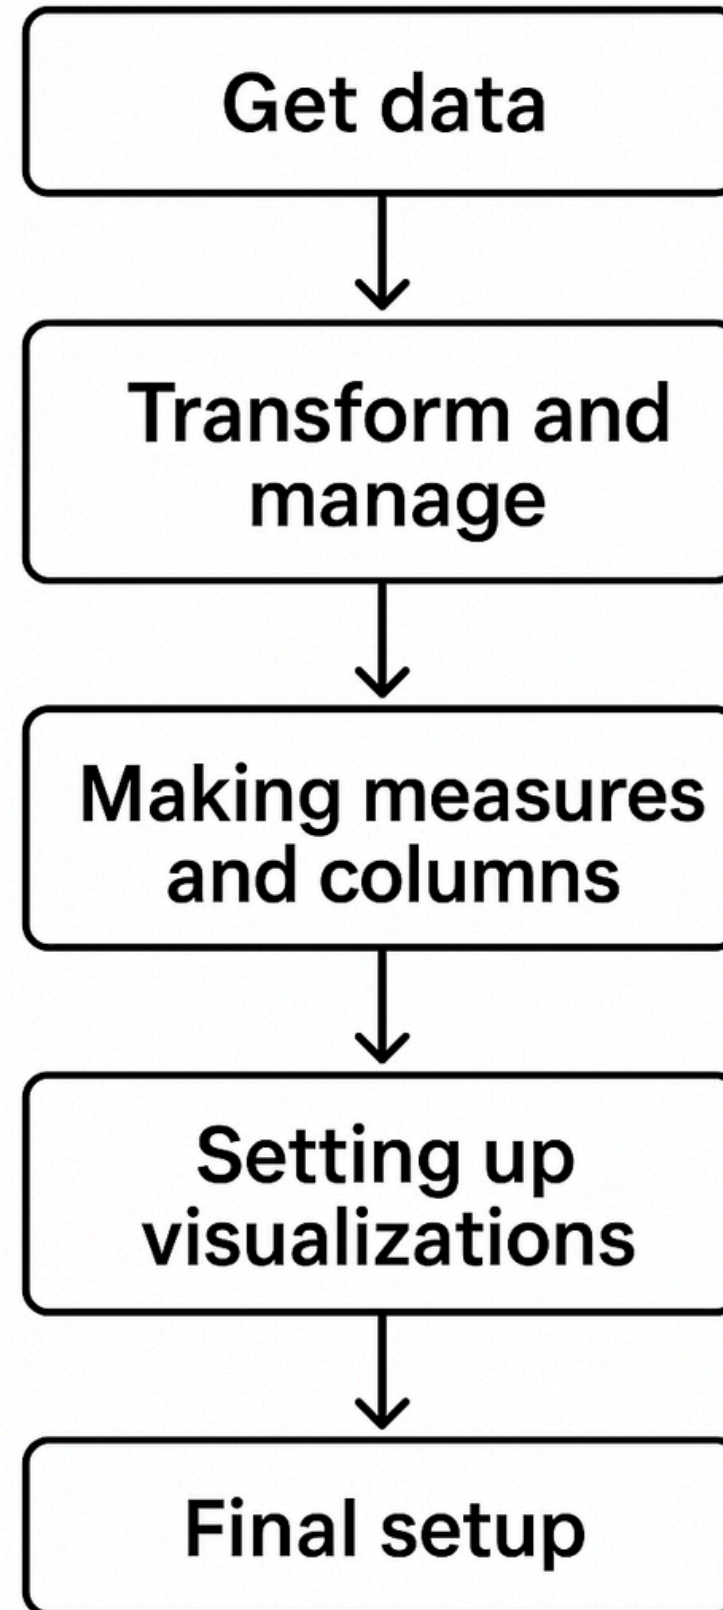 Get data
Transform and
manage
Making measures
and columns
Setting up
visualizations
Final setup